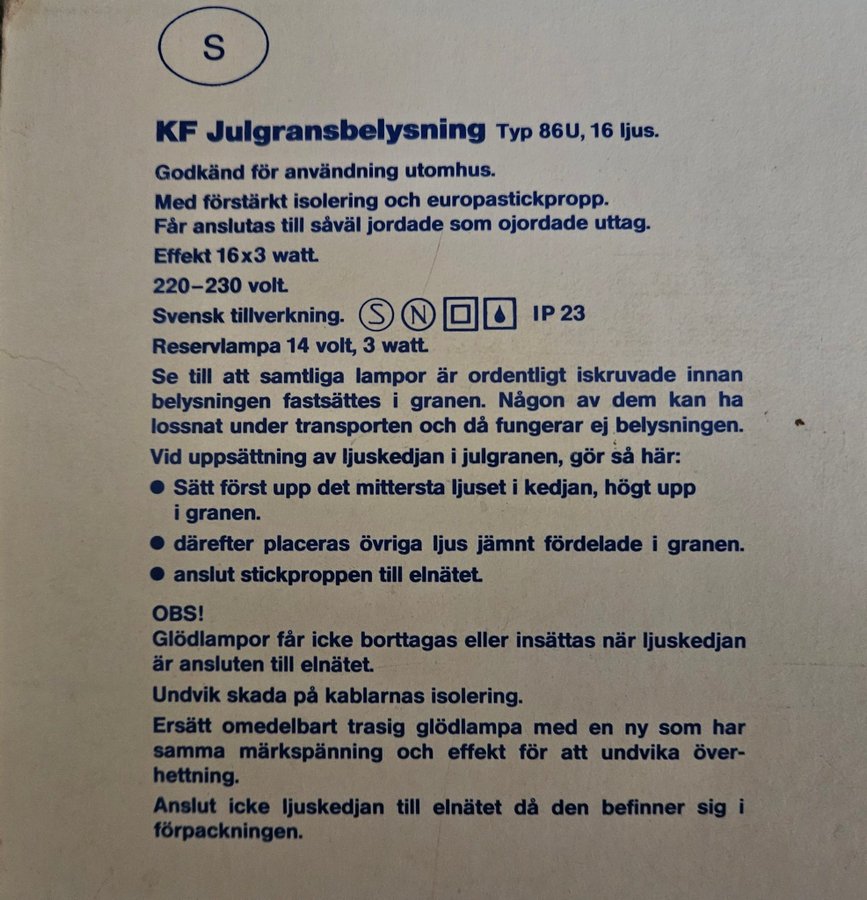 S
KF Julgransbelysning Typ 86U, 16 ljus.
Godkänd för användning utomhus.
Med förstärkt isolering och europastickpropp.
Får anslutas till såväl jordade som ojordade uttag.
Effekt 16x3 watt.
220–230 volt.
Svensk tillverkning. S N IP 23
Reservlampa 14 volt, 3 watt.
Se till att samtliga lampor är ordentligt iskruvade innan
belysningen fastsättes i granen. Någon av dem kan ha
lossnat under transporten och då fungerar ej belysningen.
Vid uppsättning av ljuskedjan i julgranen, gör så här:
● Sätt först upp det mittersta ljuset i kedjan, högt upp
i granen.
● därefter placeras övriga ljus jämnt fördelade i granen.
● anslut stickproppen till elnätet.
OBS!
Glödlampor får icke borttagas eller insättas när ljuskedjan
är ansluten till elnätet.
Undvik skada på kablarnas isolering.
Ersätt omedelbart trasig glödlampa med en ny som har
samma märkspänning och effekt för att undvika över-
hettning.
Anslut icke ljuskedjan till elnätet då den befinner sig i
förpackningen.